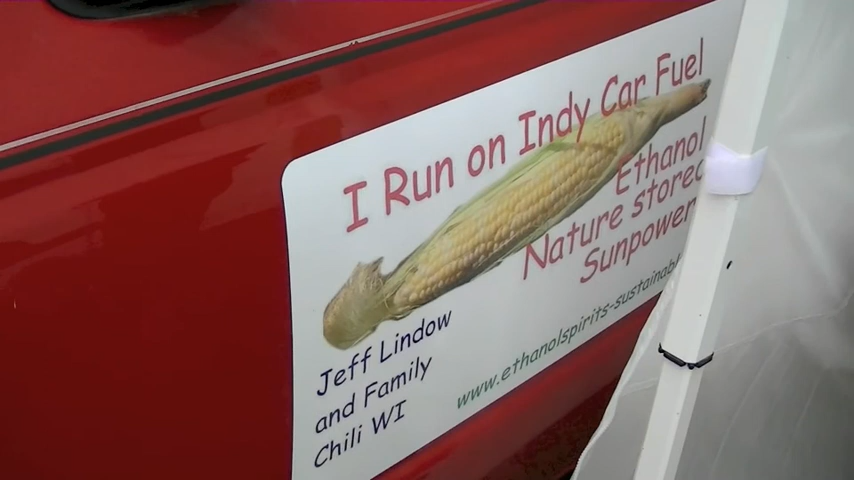 I Run on Indy Car Fuel
Ethanol
Nature stored
Sunpower
Jeff Lindow
and Family
Chili WI